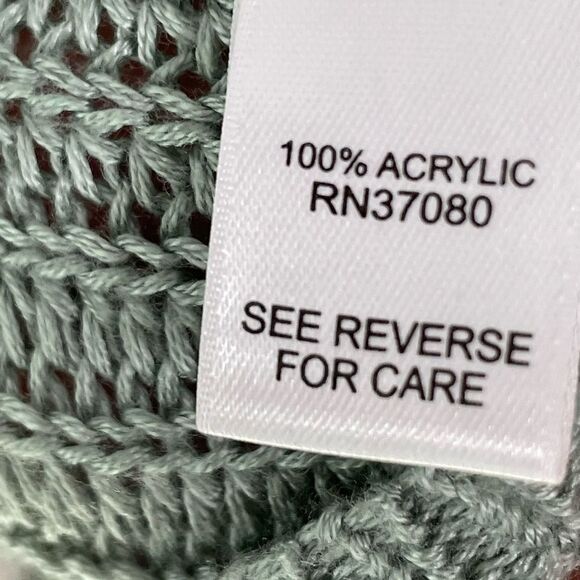 100% ACRYLIC
RN37080
SEE REVERSE
FOR CARE